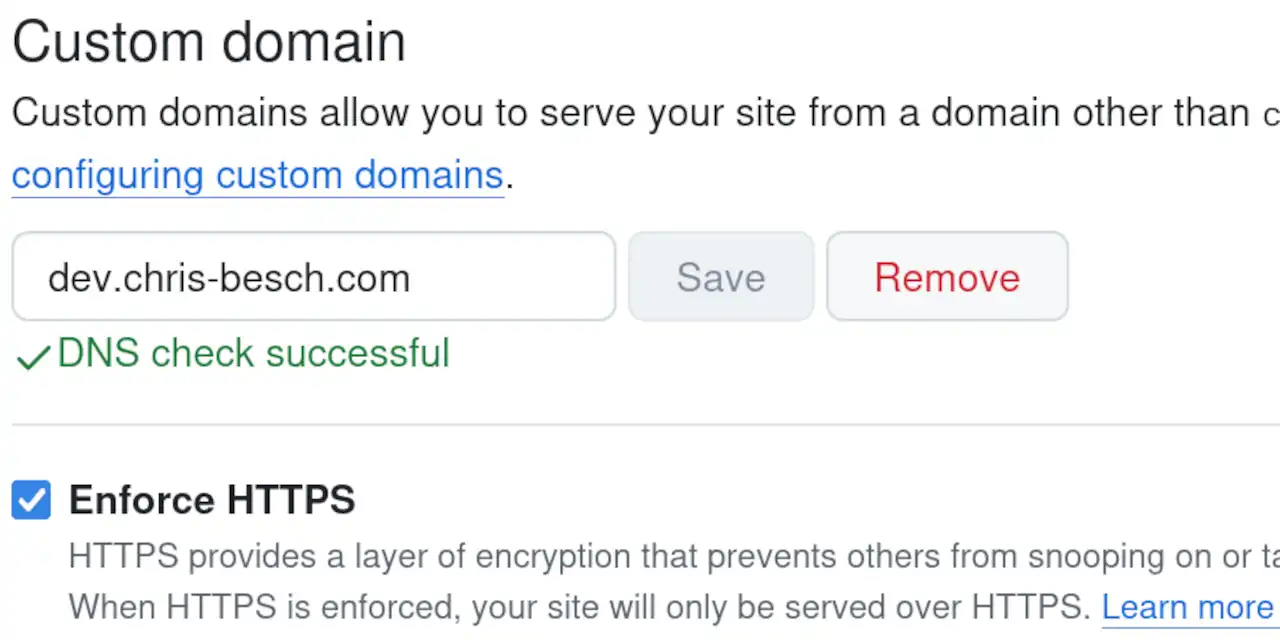 Custom domain
Custom domains allow you to serve your site from a domain other than
configuring custom domains.
dev.chris-besch.com Save Remove
DNS check successful
Enforce HTTPS
HTTPS provides a layer of encryption that prevents others from snooping on or
When HTTPS is enforced, your site will only be served over HTTPS. Learn more